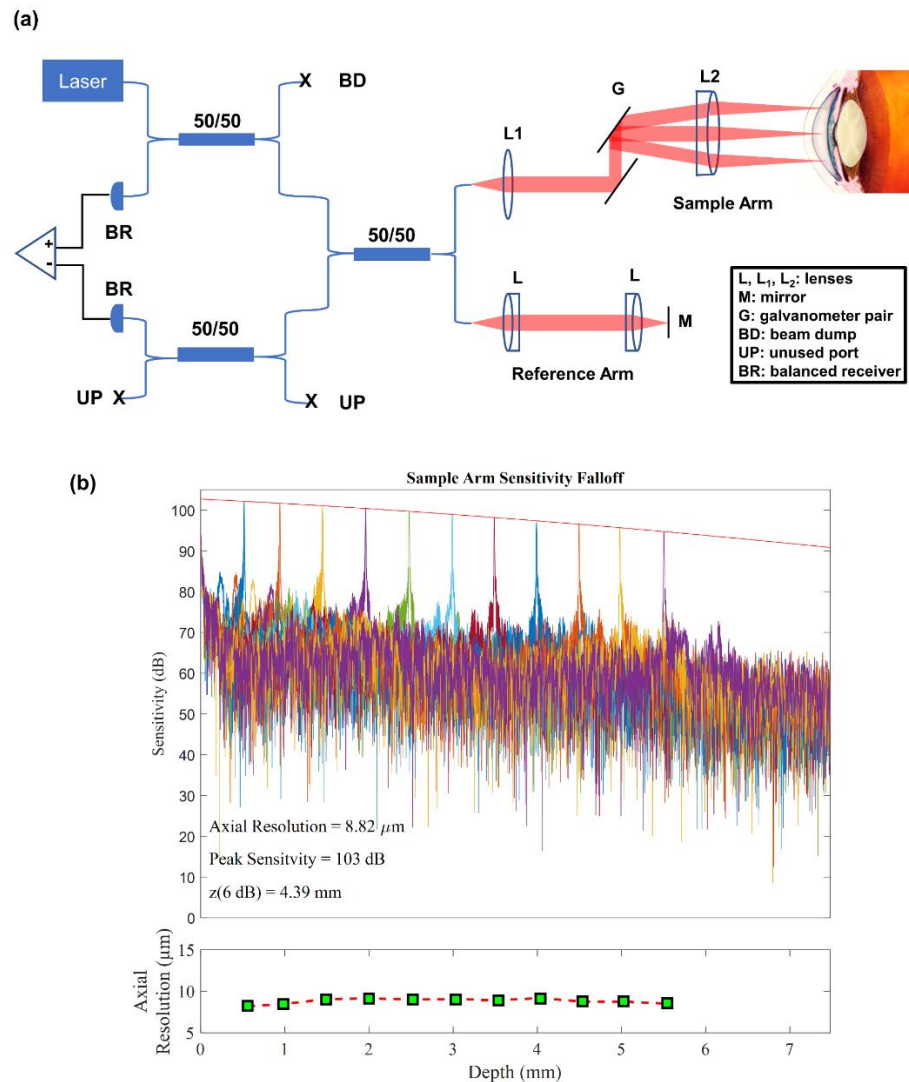 (a)
Laser
X BD
50/50
BR
+
-
BR
50/50
UP X
X UP
50/50
L1
G
L2
Sample Arm
L
L
M
Reference Arm
L, L1, L2: lenses
M: mirror
G: galvanometer pair
BD: beam dump
UP: unused port
BR: balanced receiver
(b)
Sample Arm Sensitivity Falloff
Sensitivity (dB)
100
90
80
70
60
50
40
30
20
10
0
Axial Resolution = 8.82 μm
Peak Sensitvity = 103 dB
z(6 dB) = 4.39 mm
Axial
Resolution (μm)
15
10
5
0 1 2 3 4 5 6 7
Depth (mm)